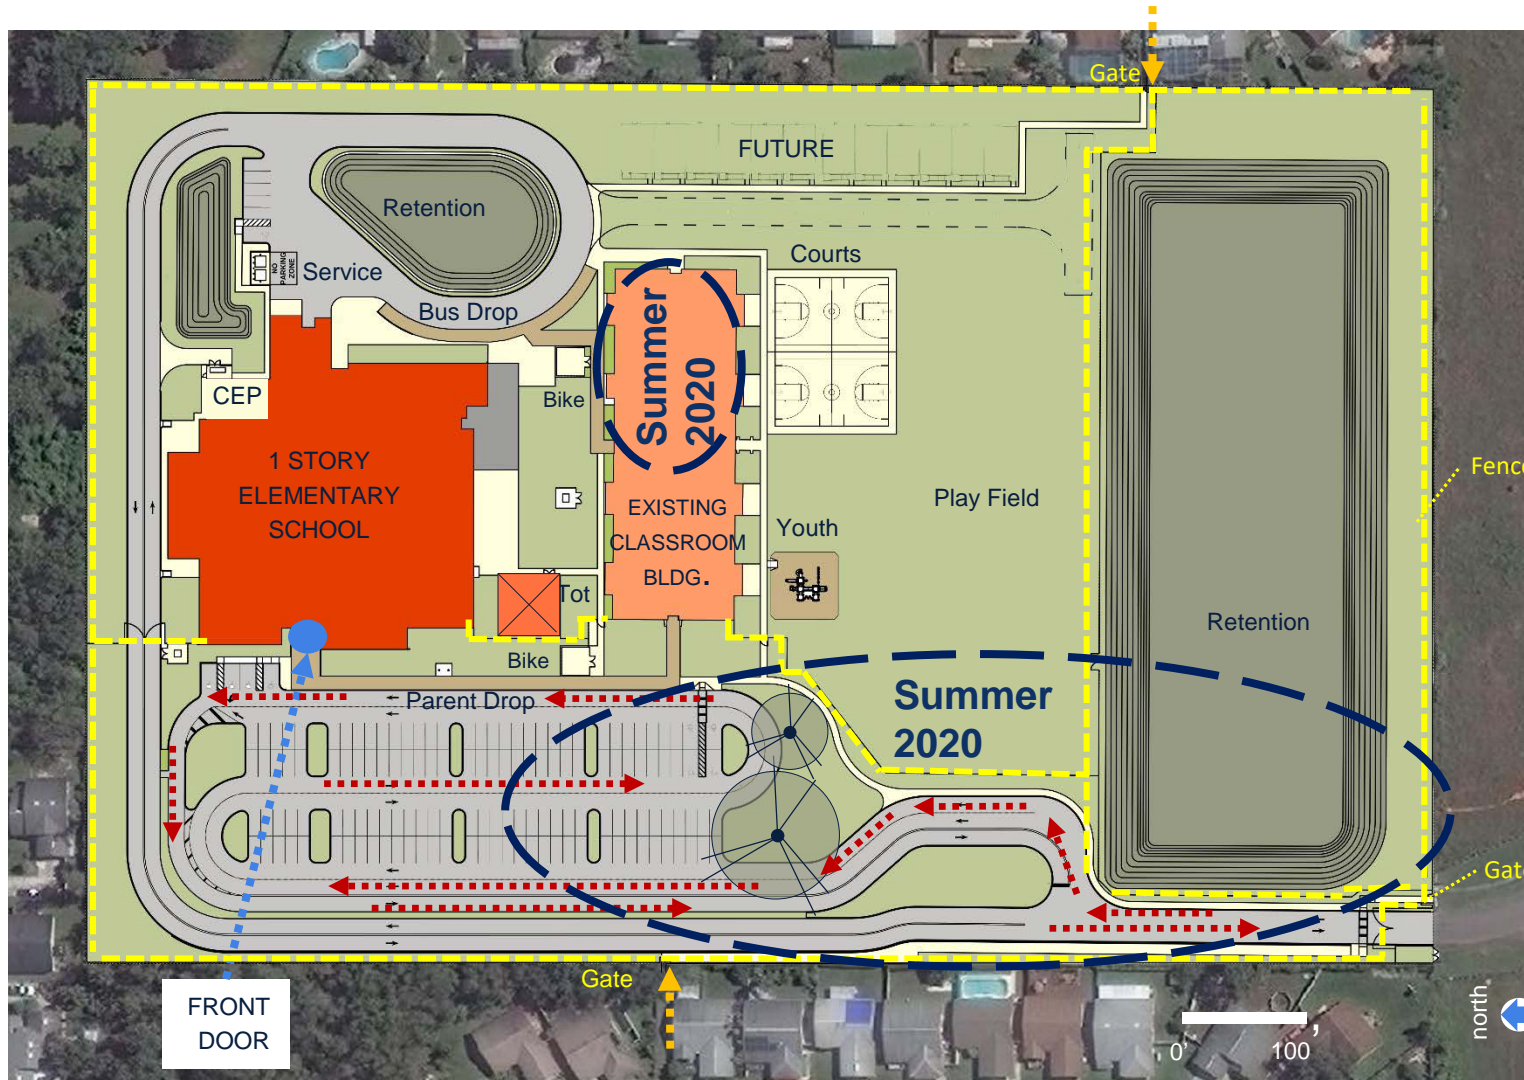 Gate
FUTURE
Retention
Courts
NO
PARKING
ZONE
Service
Bus Drop
Summer
2020
CEP
Bike
1 STORY
ELEMENTARY
SCHOOL
Fence
Play Field
EXISTING
CLASSROOM
BLDG.
Youth
Tot
Retention
Bike
Parent Drop
Summer
2020
Gate
Gate
FRONT
DOOR
north
0'
100'